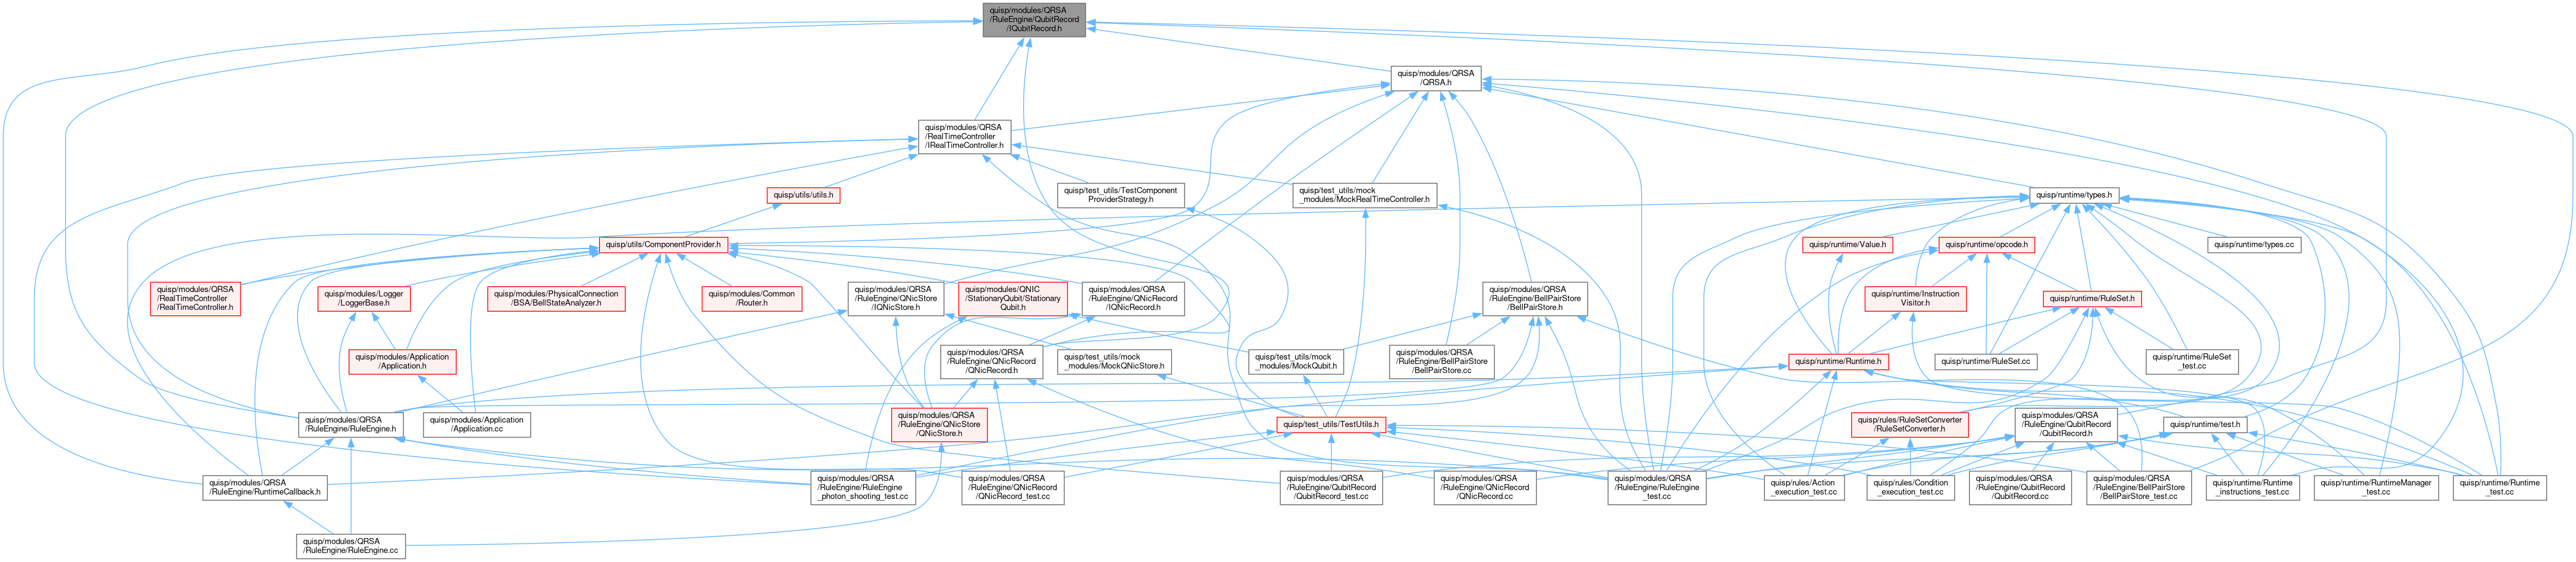 quisp/modules/QRSA
/RuleEngine/QubitRecord
/IQubitRecord.h
quisp/modules/QRSA
/QRSA.h
quisp/modules/QRSA
/RealTimeController
/IRealTimeController.h
quisp/utils/utils.h
quisp/test_utils/TestComponent
ProviderStrategy.h
quisp/test_utils/mock
_modules/MockRealTimeController.h
quisp/runtime/types.h
quisp/utils/ComponentProvider.h
quisp/runtime/Value.h
quisp/runtime/opcode.h
quisp/runtime/types.cc
quisp/modules/QRSA
/RealTimeController
/RealTimeController.h
quisp/modules/Logger
/LoggerBase.h
quisp/modules/PhysicalConnection
/BSA/BellStateAnalyzer.h
quisp/modules/Common
/Router.h
quisp/modules/QRSA
/RuleEngine/QNicStore
/IQNicStore.h
quisp/modules/QNIC
/StationaryQubit/Stationary
Qubit.h
quisp/modules/QRSA
/RuleEngine/QNicRecord
/IQNicRecord.h
quisp/modules/QRSA
/RuleEngine/BellPairStore
/BellPairStore.h
quisp/runtime/Instruction
Visitor.h
quisp/runtime/RuleSet.h
quisp/modules/Application
/Application.h
quisp/modules/QRSA
/RuleEngine/QNicRecord
/QNicRecord.h
quisp/test_utils/mock
_modules/MockQNicStore.h
quisp/test_utils/mock
_modules/MockQubit.h
quisp/modules/QRSA
/RuleEngine/BellPairStore
/BellPairStore.cc
quisp/runtime/Runtime.h
quisp/runtime/RuleSet.cc
quisp/runtime/RuleSet
_test.cc
quisp/modules/QRSA
/RuleEngine/RuleEngine.h
quisp/modules/Application
/Application.cc
quisp/modules/QRSA
/RuleEngine/QNicStore
/QNicStore.h
quisp/test_utils/TestUtils.h
quisp/rules/RuleSetConverter
/RuleSetConverter.h
quisp/modules/QRSA
/RuleEngine/QubitRecord
/QubitRecord.h
quisp/runtime/test.h
quisp/modules/QRSA
/RuleEngine/RuntimeCallback.h
quisp/modules/QRSA
/RuleEngine/RuleEngine
_photon_shooting_test.cc
quisp/modules/QRSA
/RuleEngine/QNicRecord
/QNicRecord_test.cc
quisp/modules/QRSA
/RuleEngine/QubitRecord
/QubitRecord_test.cc
quisp/modules/QRSA
/RuleEngine/QNicRecord
/QNicRecord.cc
quisp/modules/QRSA
/RuleEngine/RuleEngine
_test.cc
quisp/rules/Action
_execution_test.cc
quisp/rules/Condition
_execution_test.cc
quisp/modules/QRSA
/RuleEngine/QubitRecord
/QubitRecord.cc
quisp/modules/QRSA
/RuleEngine/BellPairStore
/BellPairStore_test.cc
quisp/runtime/Runtime
_instructions_test.cc
quisp/runtime/RuntimeManager
_test.cc
quisp/runtime/Runtime
_test.cc
quisp/modules/QRSA
/RuleEngine/RuleEngine.cc